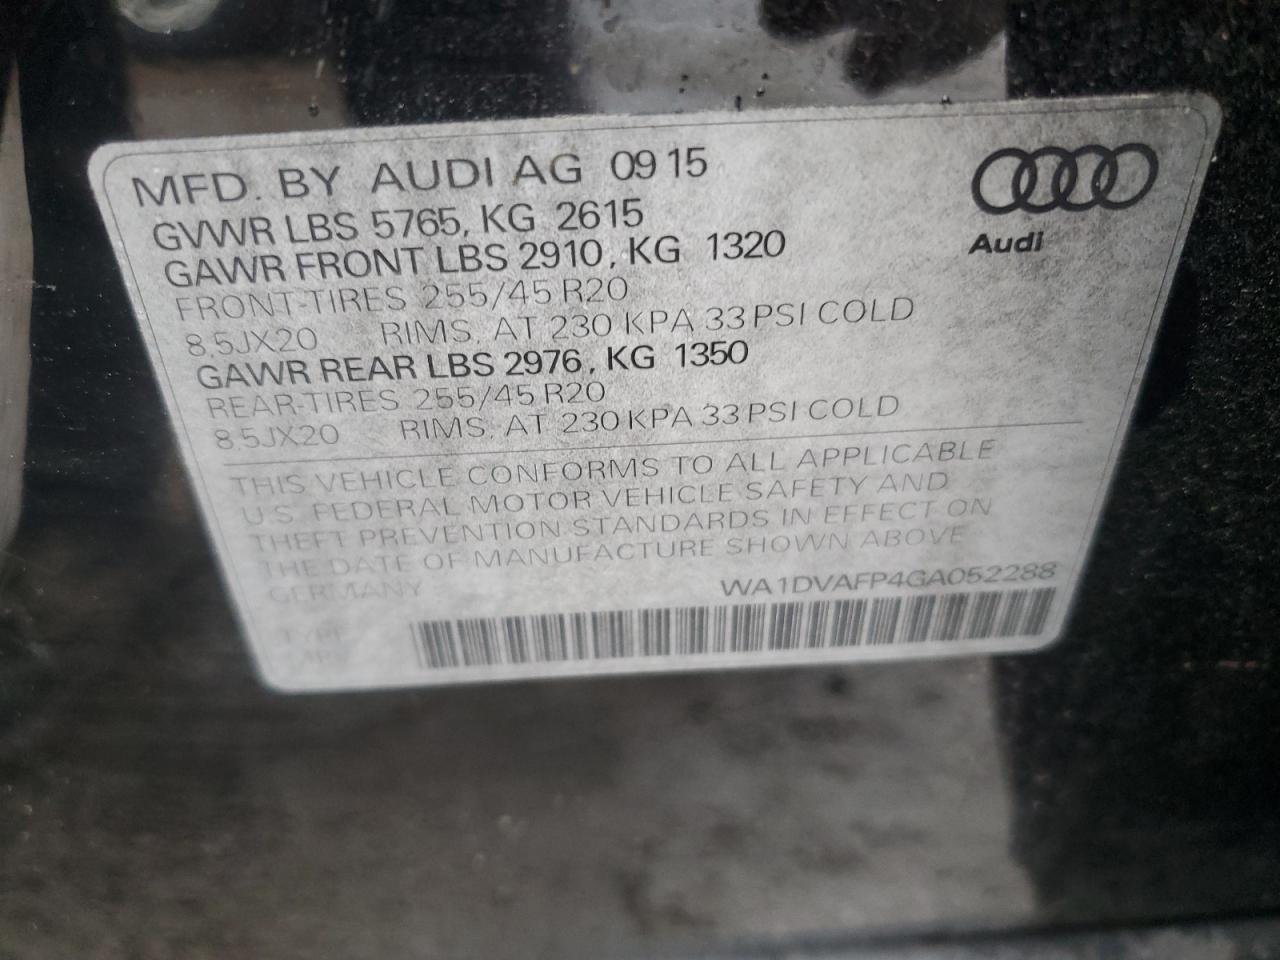 MFD. BY AUDI AG 09 15
GVWR LBS 5765, KG 2615
GAWR FRONT LBS 2910, KG 1320
FRONT-TIRES 255/45 R20
8.5JX20 RIMS. AT 230 KPA 33 PSI COLD
GAWR REAR LBS 2976, KG 1350
REAR-TIRES 255/45 R20
8.5JX20 RIMS. AT 230 KPA 33 PSI COLD
Audi
THIS VEHICLE CONFORMS TO ALL APPLICABLE
U.S. FEDERAL MOTOR VEHICLE SAFETY AND
THEFT PREVENTION STANDARDS IN EFFECT ON
THE DATE OF MANUFACTURE SHOWN ABOVE
GERMANY WA1DVAFP4GA052288
TYPE